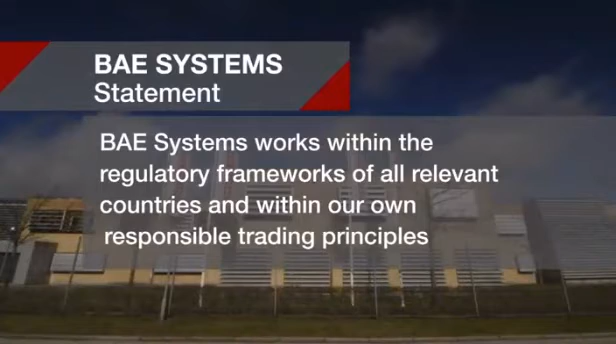 BAE SYSTEMS
Statement
BAE Systems works within the
regulatory frameworks of all relevant
countries and within our own
responsible trading principles